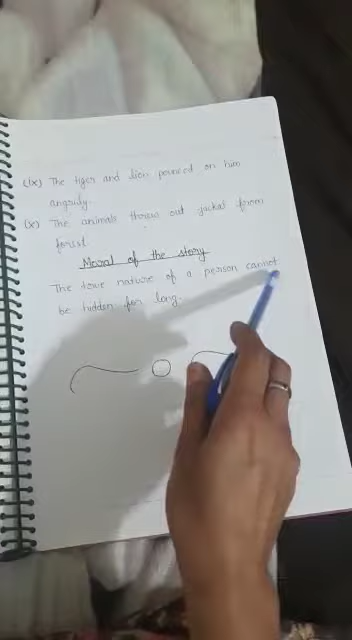 (ix) The tiger and lion pounced on him
angrily.
(x) The animals throw out jackal from
forest
Moral of the story
The true nature of a person cannot
be hidden for long.